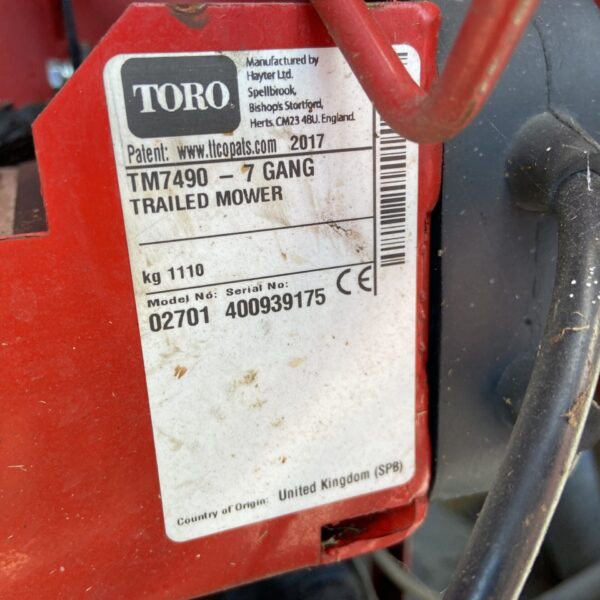 TORO
Manufactured by
Hayter Ltd.
Spellbrook,
Bishop's Stortford,
Herts. CM23 4BU. England.
Patent: www.ttcopats.com 2017
TM7490 – 7 GANG
TRAILED MOWER
kg 1110
CE
Model No: Serial No:
02701 400939175
Country of Origin: United Kingdom (SPB)